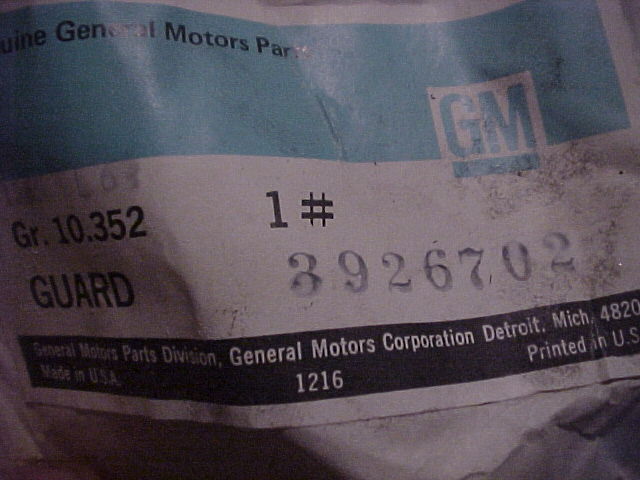 uine General Motors Par
GM
Gr. 10.352
1#
GUARD
3926702
General Motors Parts Division, General Motors Corporation Detroit, Mich. 4820
Made in U.S.A.
1216
Printed in U.S